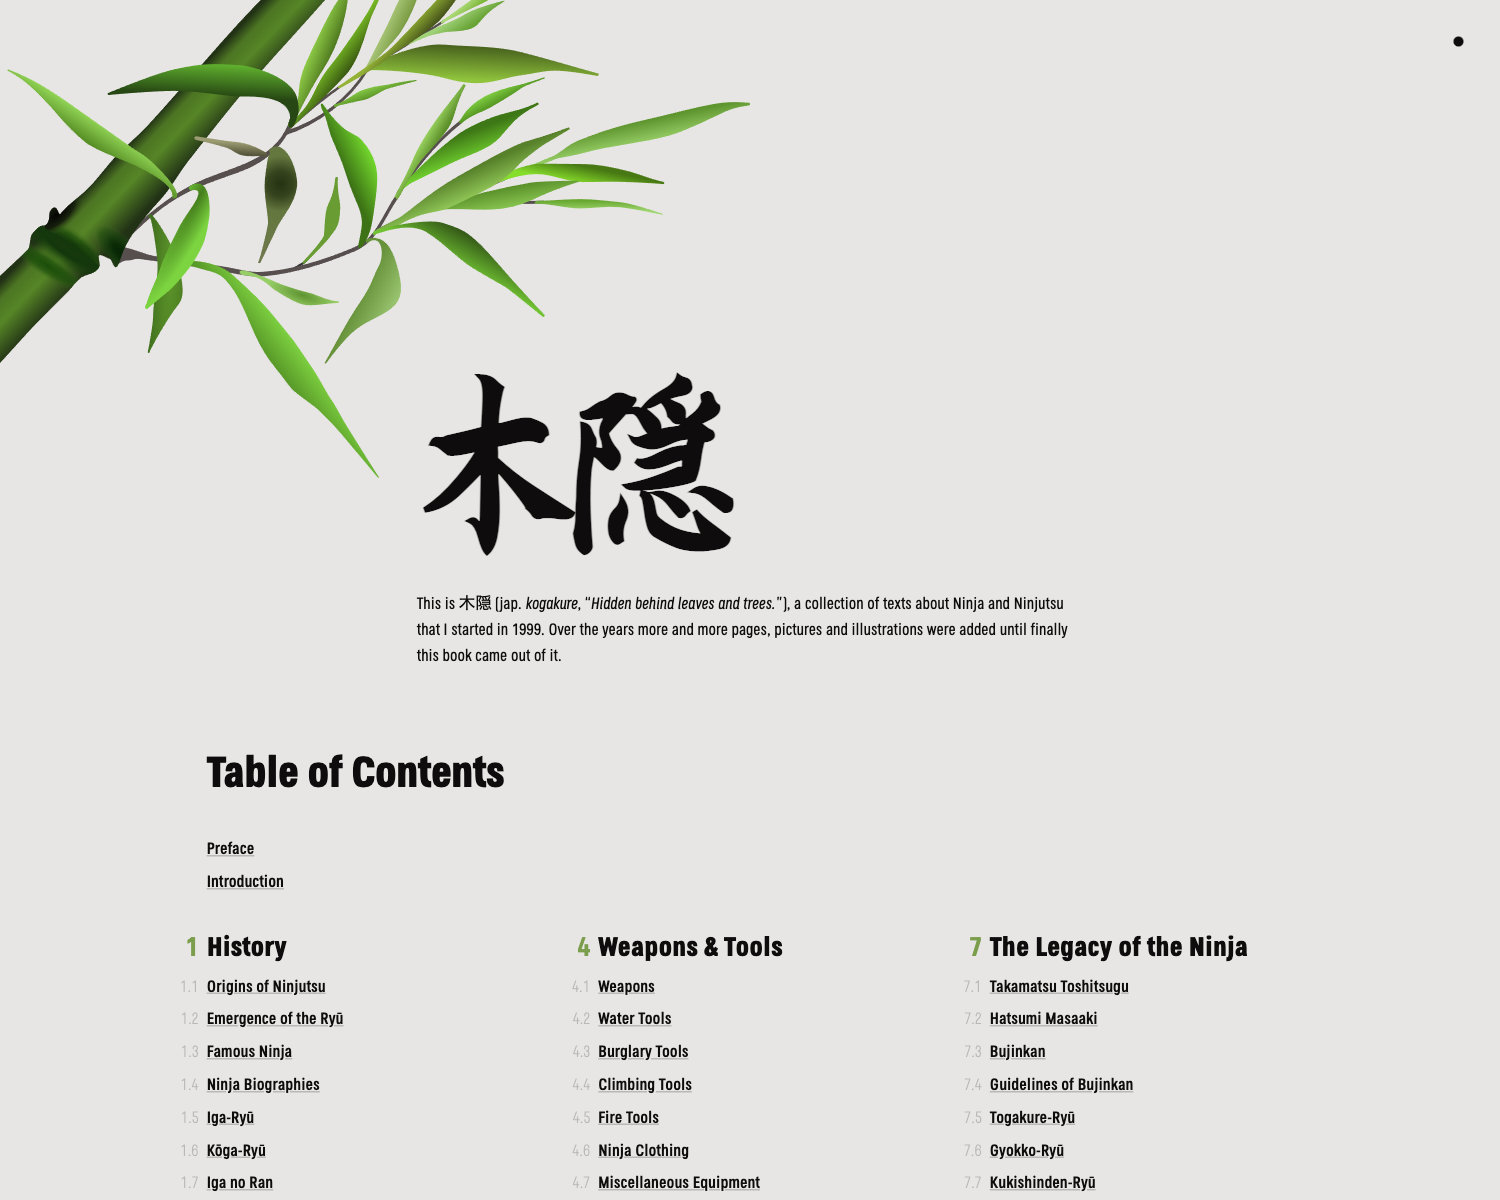 木隠
This is 木隠 (jap. kogakure, “Hidden behind leaves and trees.”), a collection of texts about Ninja and Ninjutsu
that I started in 1999. Over the years more and more pages, pictures and illustrations were added until finally
this book came out of it.
Table of Contents
Preface
Introduction
1 History
1.1 Origins of Ninjutsu
1.2 Emergence of the Ryū
1.3 Famous Ninja
1.4 Ninja Biographies
1.5 Iga-Ryū
1.6 Kōga-Ryū
1.7 Iga no Ran
4 Weapons & Tools
4.1 Weapons
4.2 Water Tools
4.3 Burglary Tools
4.4 Climbing Tools
4.5 Fire Tools
4.6 Ninja Clothing
4.7 Miscellaneous Equipment
7 The Legacy of the Ninja
7.1 Takamatsu Toshitsugu
7.2 Hatsumi Masaaki
7.3 Bujinkan
7.4 Guidelines of Bujinkan
7.5 Togakure-Ryū
7.6 Gyokko-Ryū
7.7 Kukishinden-Ryū